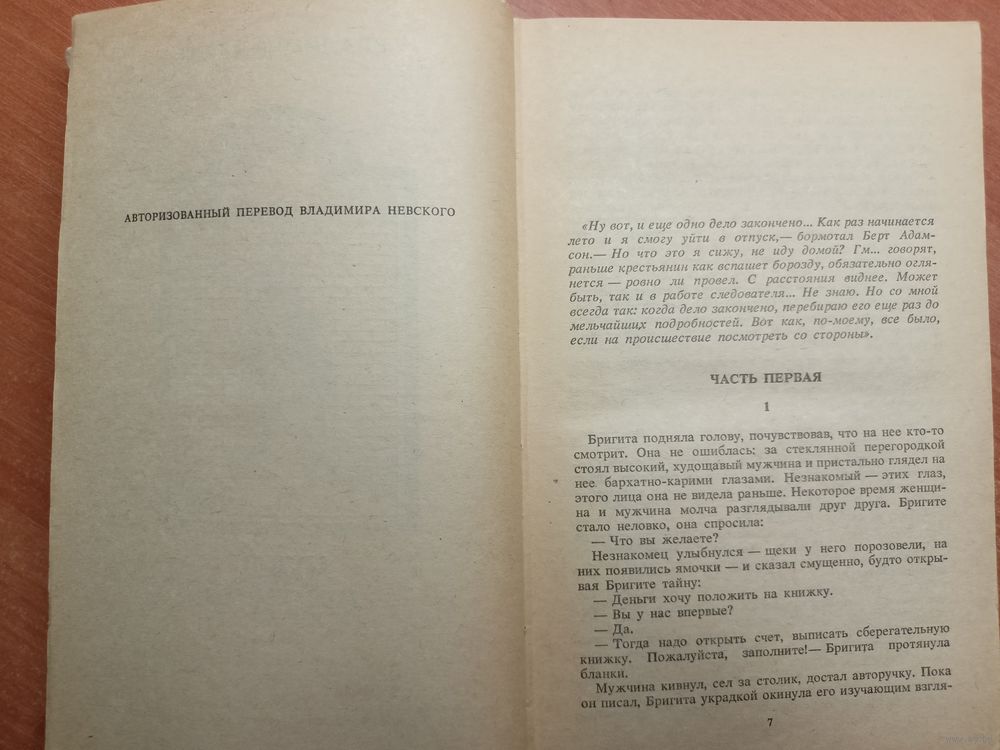 АВТОРИЗОВАННЫЙ ПЕРЕВОД ВЛАДИМИРА НЕВСКОГО
«Ну вот, и еще одно дело закончено... Как раз начинается
лето и я смогу уйти в отпуск,— бормотал Берт Адам-
сон.— Но что это я сижу, не иду домой? Гм... говорят,
раньше крестьянин как вспашет борозду, обязательно огля-
нется — ровно ли провел. С расстояния виднее. Может
быть, так и в работе следователя... Не знаю. Но со мной
всегда так: когда дело закончено, перебираю его еще раз до
мельчайших подробностей. Вот как, по-моему, все было,
если на происшествие посмотреть со стороны».
ЧАСТЬ ПЕРВАЯ
1
Бригита подняла голову, почувствовав, что на нее кто-то
смотрит. Она не ошиблась: за стеклянной перегородкой
стоял высокий, худощавый мужчина и пристально глядел на
нее бархатно-карими глазами. Незнакомый — этих глаз,
этого лица она не видела раньше. Некоторое время женщи-
на и мужчина молча разглядывали друг друга. Бригите
стало неловко, она спросила:
— Что вы желаете?
Незнакомец улыбнулся — щеки у него порозовели, на
них появились ямочки — и сказал смущенно, будто откры-
вая Бригите тайну:
— Деньги хочу положить на книжку.
— Вы у нас впервые?
— Да.
— Тогда надо открыть счет, выписать сберегательную
книжку. Пожалуйста, заполните!— Бригита протянула
бланки.
Мужчина кивнул, сел за столик, достал авторучку. Пока
он писал, Бригита украдкой окинула его изучающим взгля-
7